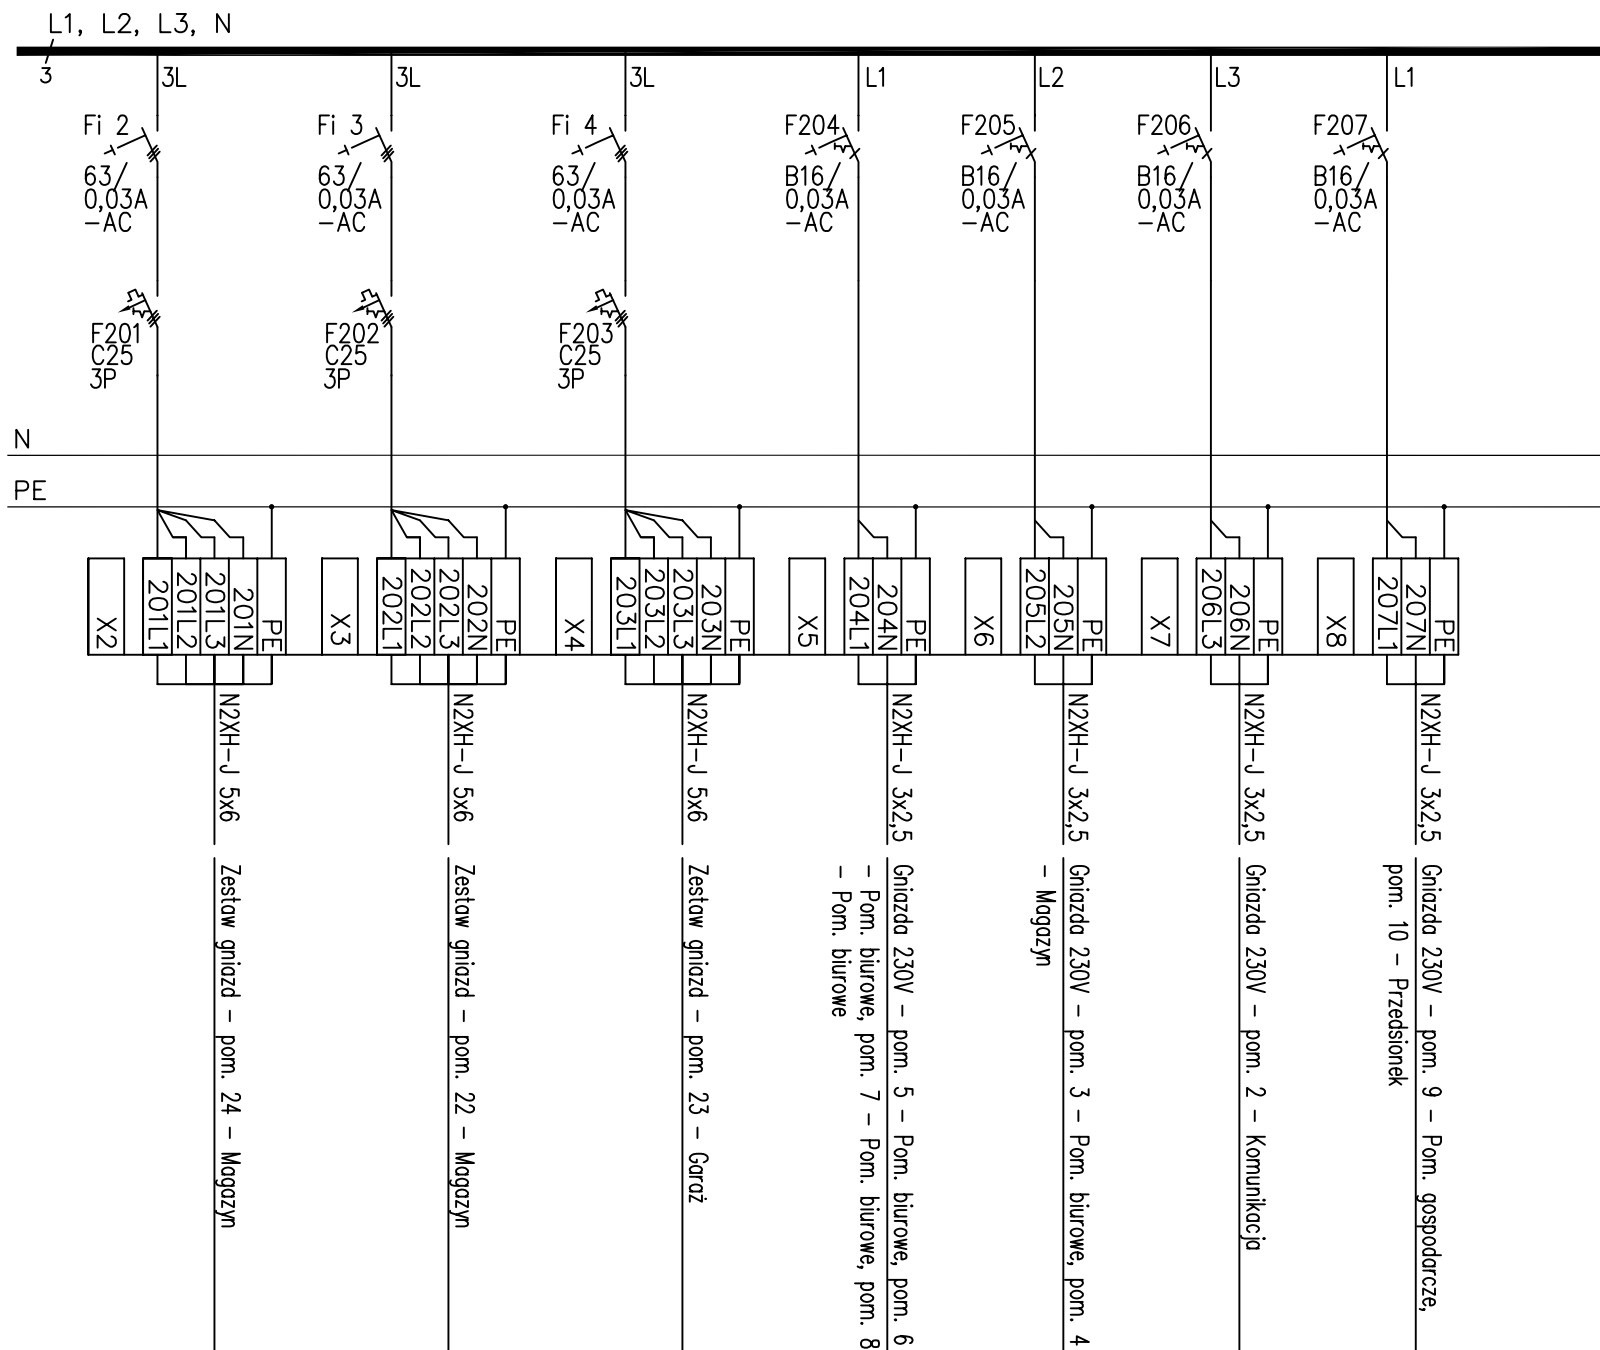 L1, L2, L3, N
3
3L
3L
3L
L1
L2
L3
L1
Fi 2
63/
0,03A
-AC
Fi 3
63/
0,03A
-AC
Fi 4
63/
0,03A
-AC
F204
B16/
0,03A
-AC
F205
B16/
0,03A
-AC
F206
B16/
0,03A
-AC
F207
B16/
0,03A
-AC
F201
C25
3P
F202
C25
3P
F203
C25
3P
N
PE
X2
201L1
201L2
201L3
201N
PE
X3
202L1
202L2
202L3
202N
PE
X4
203L1
203L2
203L3
203N
PE
X5
204L1
204N
PE
X6
205L2
205N
PE
X7
206L3
206N
PE
X8
207L1
207N
PE
N2XH-J 5x6
N2XH-J 5x6
N2XH-J 5x6
N2XH-J 3x2,5
N2XH-J 3x2,5
N2XH-J 3x2,5
N2XH-J 3x2,5
Zestaw gniazd - pom. 24 - Magazyn
Zestaw gniazd - pom. 22 - Magazyn
Zestaw gniazd - pom. 23 - Garaż
Gniazda 230V - pom. 5 - Pom. biurowe, pom. 6
- Pom. biurowe, pom. 7 - Pom. biurowe, pom. 8
- Pom. biurowe
Gniazda 230V - pom. 3 - Pom. biurowe, pom. 4
- Magazyn
Gniazda 230V - pom. 2 - Komunikacja
Gniazda 230V - pom. 9 - Pom. gospodarcze,
pom. 10 - Przedsionek